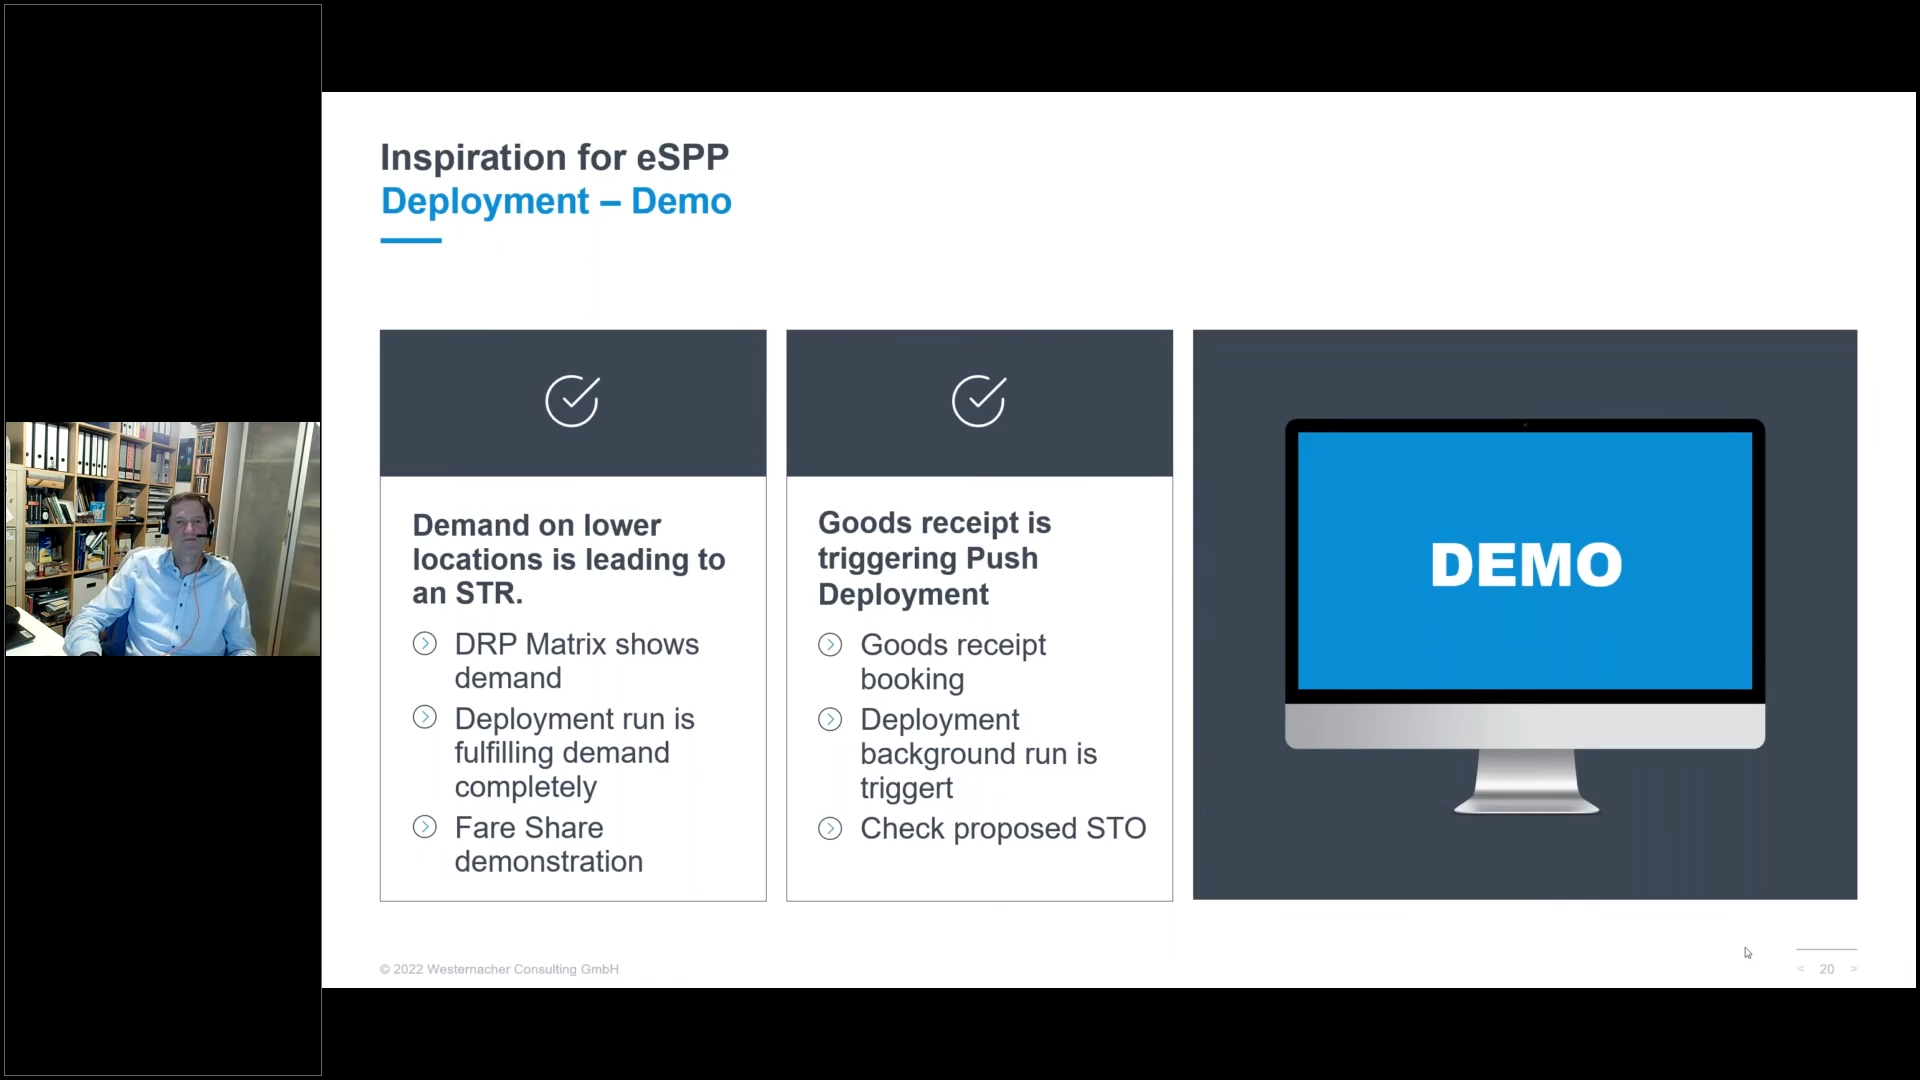 Inspiration for eSPP
Deployment – Demo
Demand on lower
locations is leading to
an STR.
DRP Matrix shows
demand
Deployment run is
fulfilling demand
completely
Fare Share
demonstration
Goods receipt is
triggering Push
Deployment
Goods receipt
booking
Deployment
background run is
triggert
Check proposed STO
DEMO
© 2022 Westernacher Consulting GmbH
< 20 >